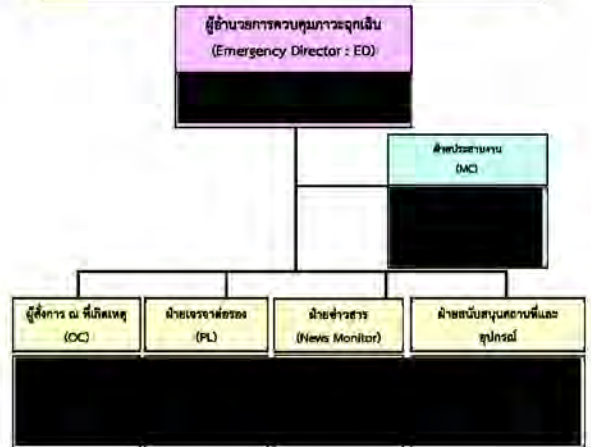 ผู้อำนวยการควบคุมภาวะฉุกเฉิน
(Emergency Director : ED)
ฝ่ายประสานงาน
(MC)
ผู้สั่งการ ณ ที่เกิดเหตุ
(OC)
ฝ่ายเจรจาต่อรอง
(PL)
ฝ่ายข่าวสาร
(News Monitor)
ฝ่ายสนับสนุนสถานที่และ
อุปกรณ์